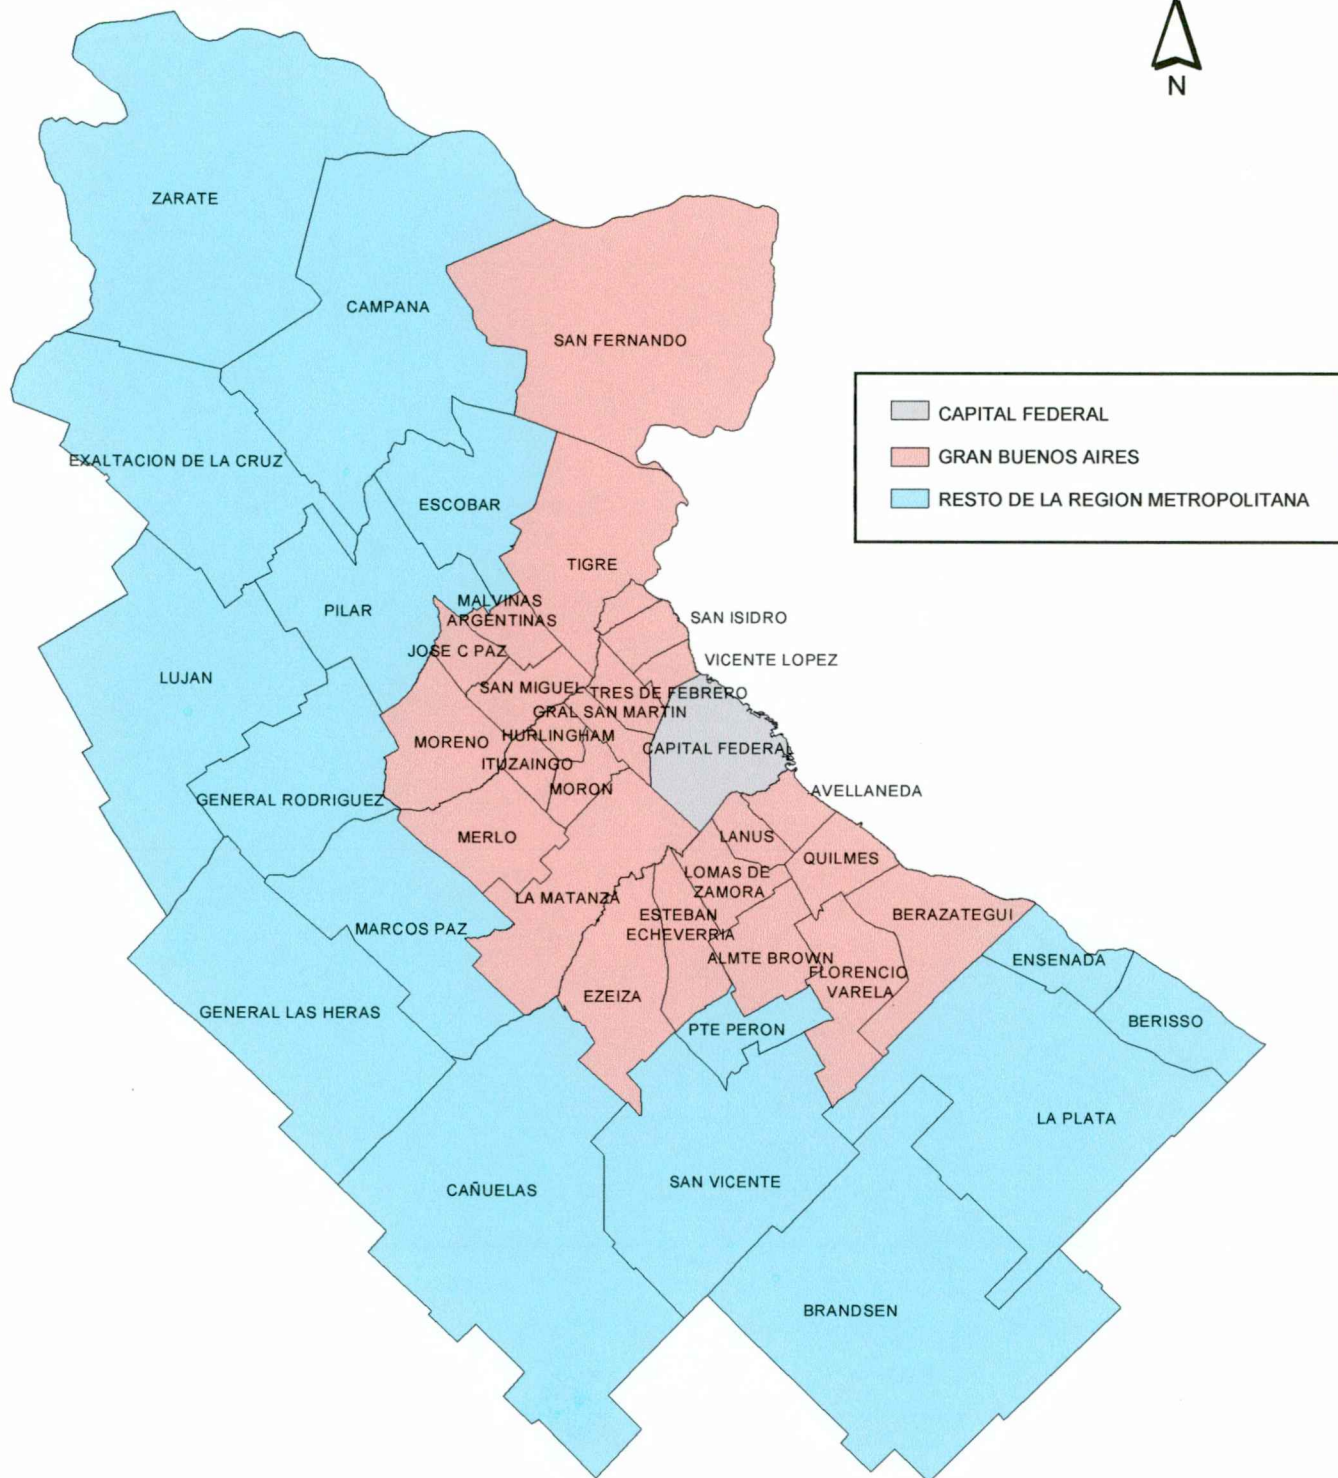 N
ZARATE
CAMPANA
SAN FERNANDO
CAPITAL FEDERAL
GRAN BUENOS AIRES
RESTO DE LA REGION METROPOLITANA
EXALTACION DE LA CRUZ
ESCOBAR
TIGRE
PILAR
MALVINAS
ARGENTINAS
SAN ISIDRO
JOSE C PAZ
VICENTE LOPEZ
LUJAN
SAN MIGUEL
TRES DE FEBRERO
GRAL SAN MARTIN
HURLINGHAM
MORENO
CAPITAL FEDERAL
ITUZAINGO
MORON
AVELLANEDA
GENERAL RODRIGUEZ
MERLO
LANUS
QUILMES
LOMAS DE
ZAMORA
LA MATANZA
ESTEBAN
ECHEVERRIA
BERAZATEGUI
MARCOS PAZ
ALMTE BROWN
ENSENADA
FLORENCIO
VARELA
EZEIZA
GENERAL LAS HERAS
PTE PERON
BERISSO
LA PLATA
CAÑUELAS
SAN VICENTE
BRANDSEN